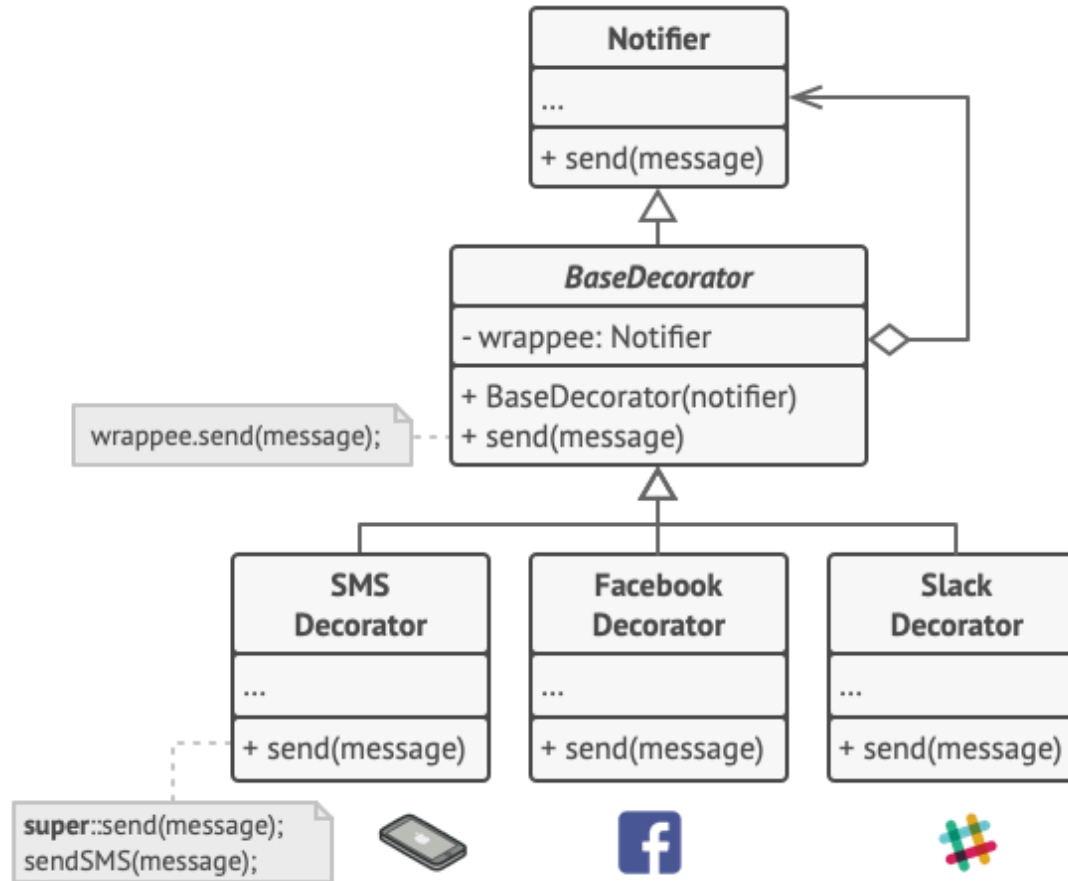 Notifier
...
+ send(message)
BaseDecorator
- wrappee: Notifier
+ BaseDecorator(notifier)
+ send(message)
wrappee.send(message);
SMS
Decorator
...
+ send(message)
Facebook
Decorator
...
+ send(message)
Slack
Decorator
...
+ send(message)
super::send(message);
sendSMS(message);